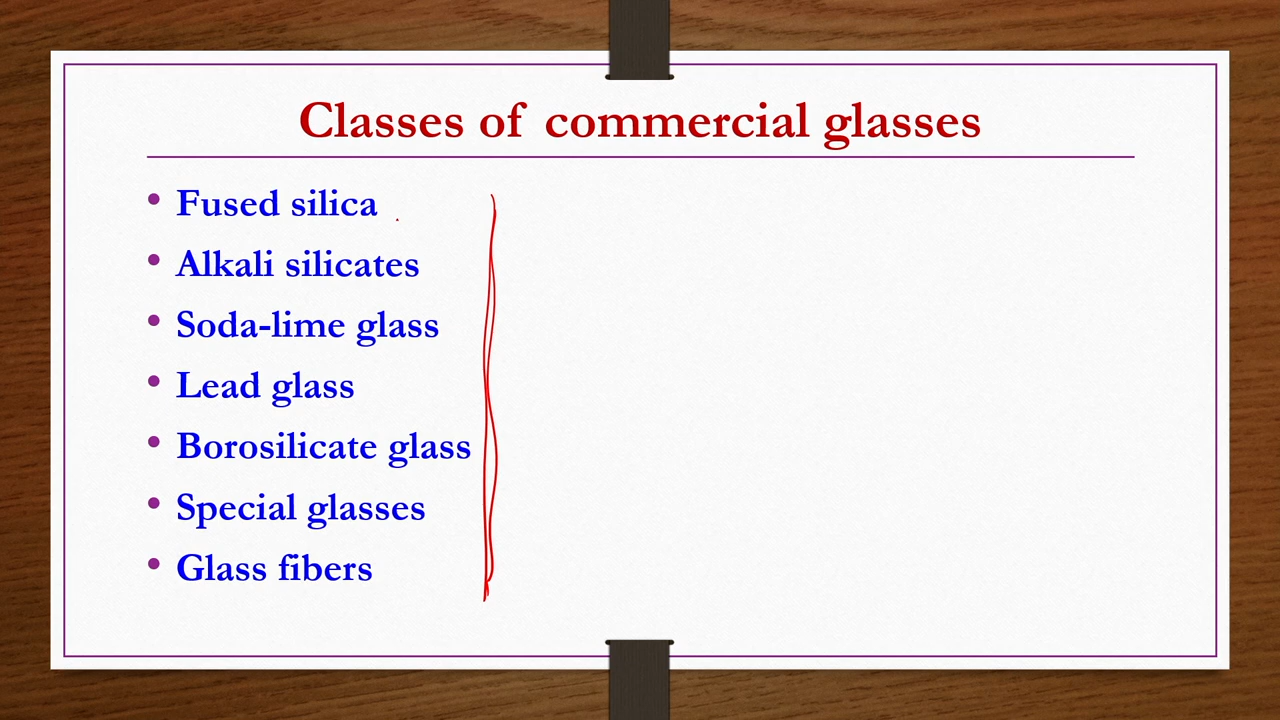 Classes of commercial glasses
• Fused silica
• Alkali silicates
• Soda-lime glass
• Lead glass
• Borosilicate glass
• Special glasses
• Glass fibers